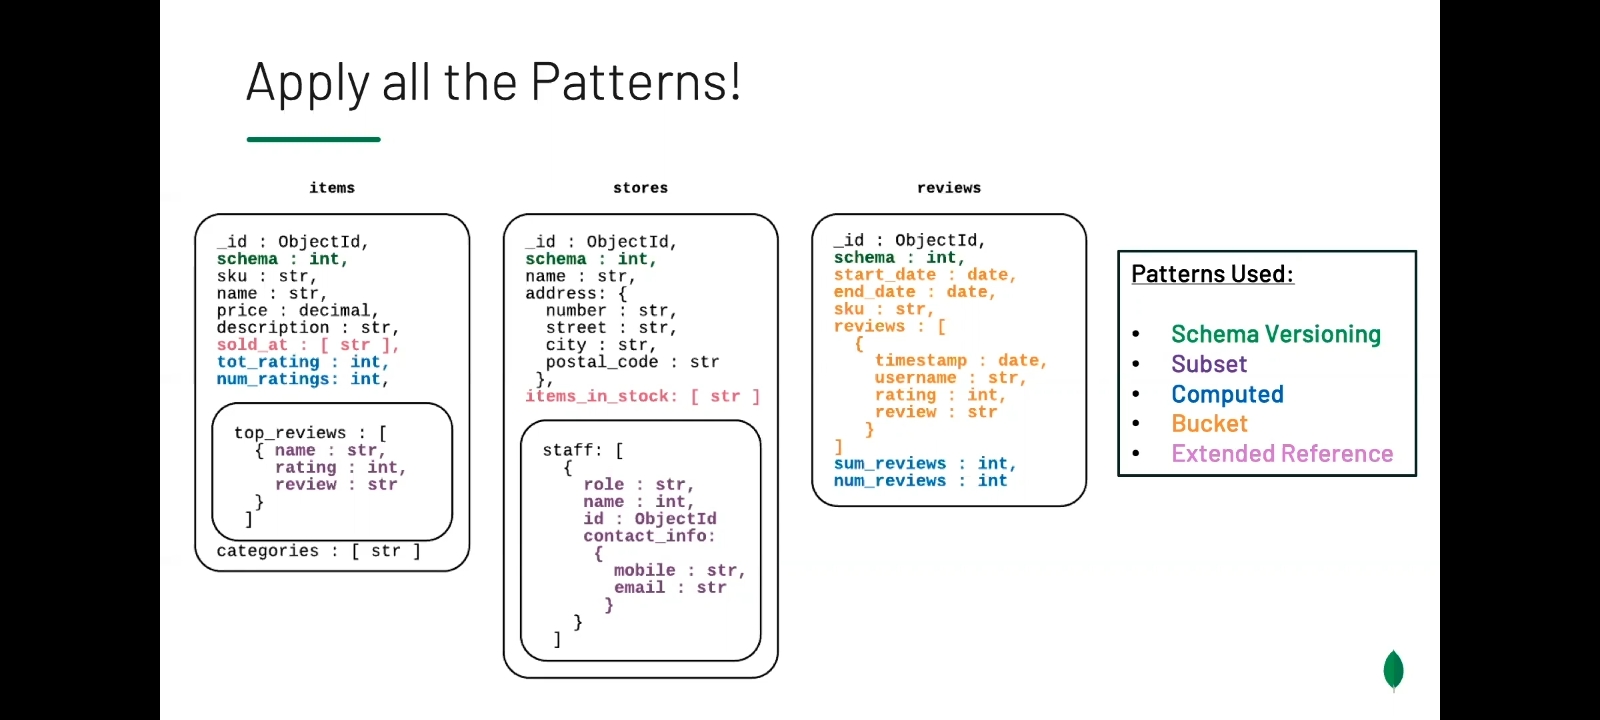 Apply all the Patterns!
items
_id : ObjectId,
schema : int,
sku : str,
name : str,
price : decimal,
description : str,
sold_at : [ str ],
tot_rating : int,
num_ratings: int,
top_reviews : [
{ name : str,
rating : int,
review : str
}
]
categories : [ str ]
stores
_id : ObjectId,
schema : int,
name : str,
address: {
number : str,
street : str,
city : str,
postal_code : str
},
items_in_stock: [ str ]
staff: [
{
role : str,
name : int,
id : ObjectId
contact_info:
{
mobile : str,
email : str
}
}
]
reviews
_id : ObjectId,
schema : int,
start_date : date,
end_date : date,
sku : str,
reviews : [
{
timestamp : date,
username : str,
rating : int,
review : str
}
]
sum_reviews : int,
num_reviews : int
Patterns Used:
• Schema Versioning
• Subset
• Computed
• Bucket
• Extended Reference